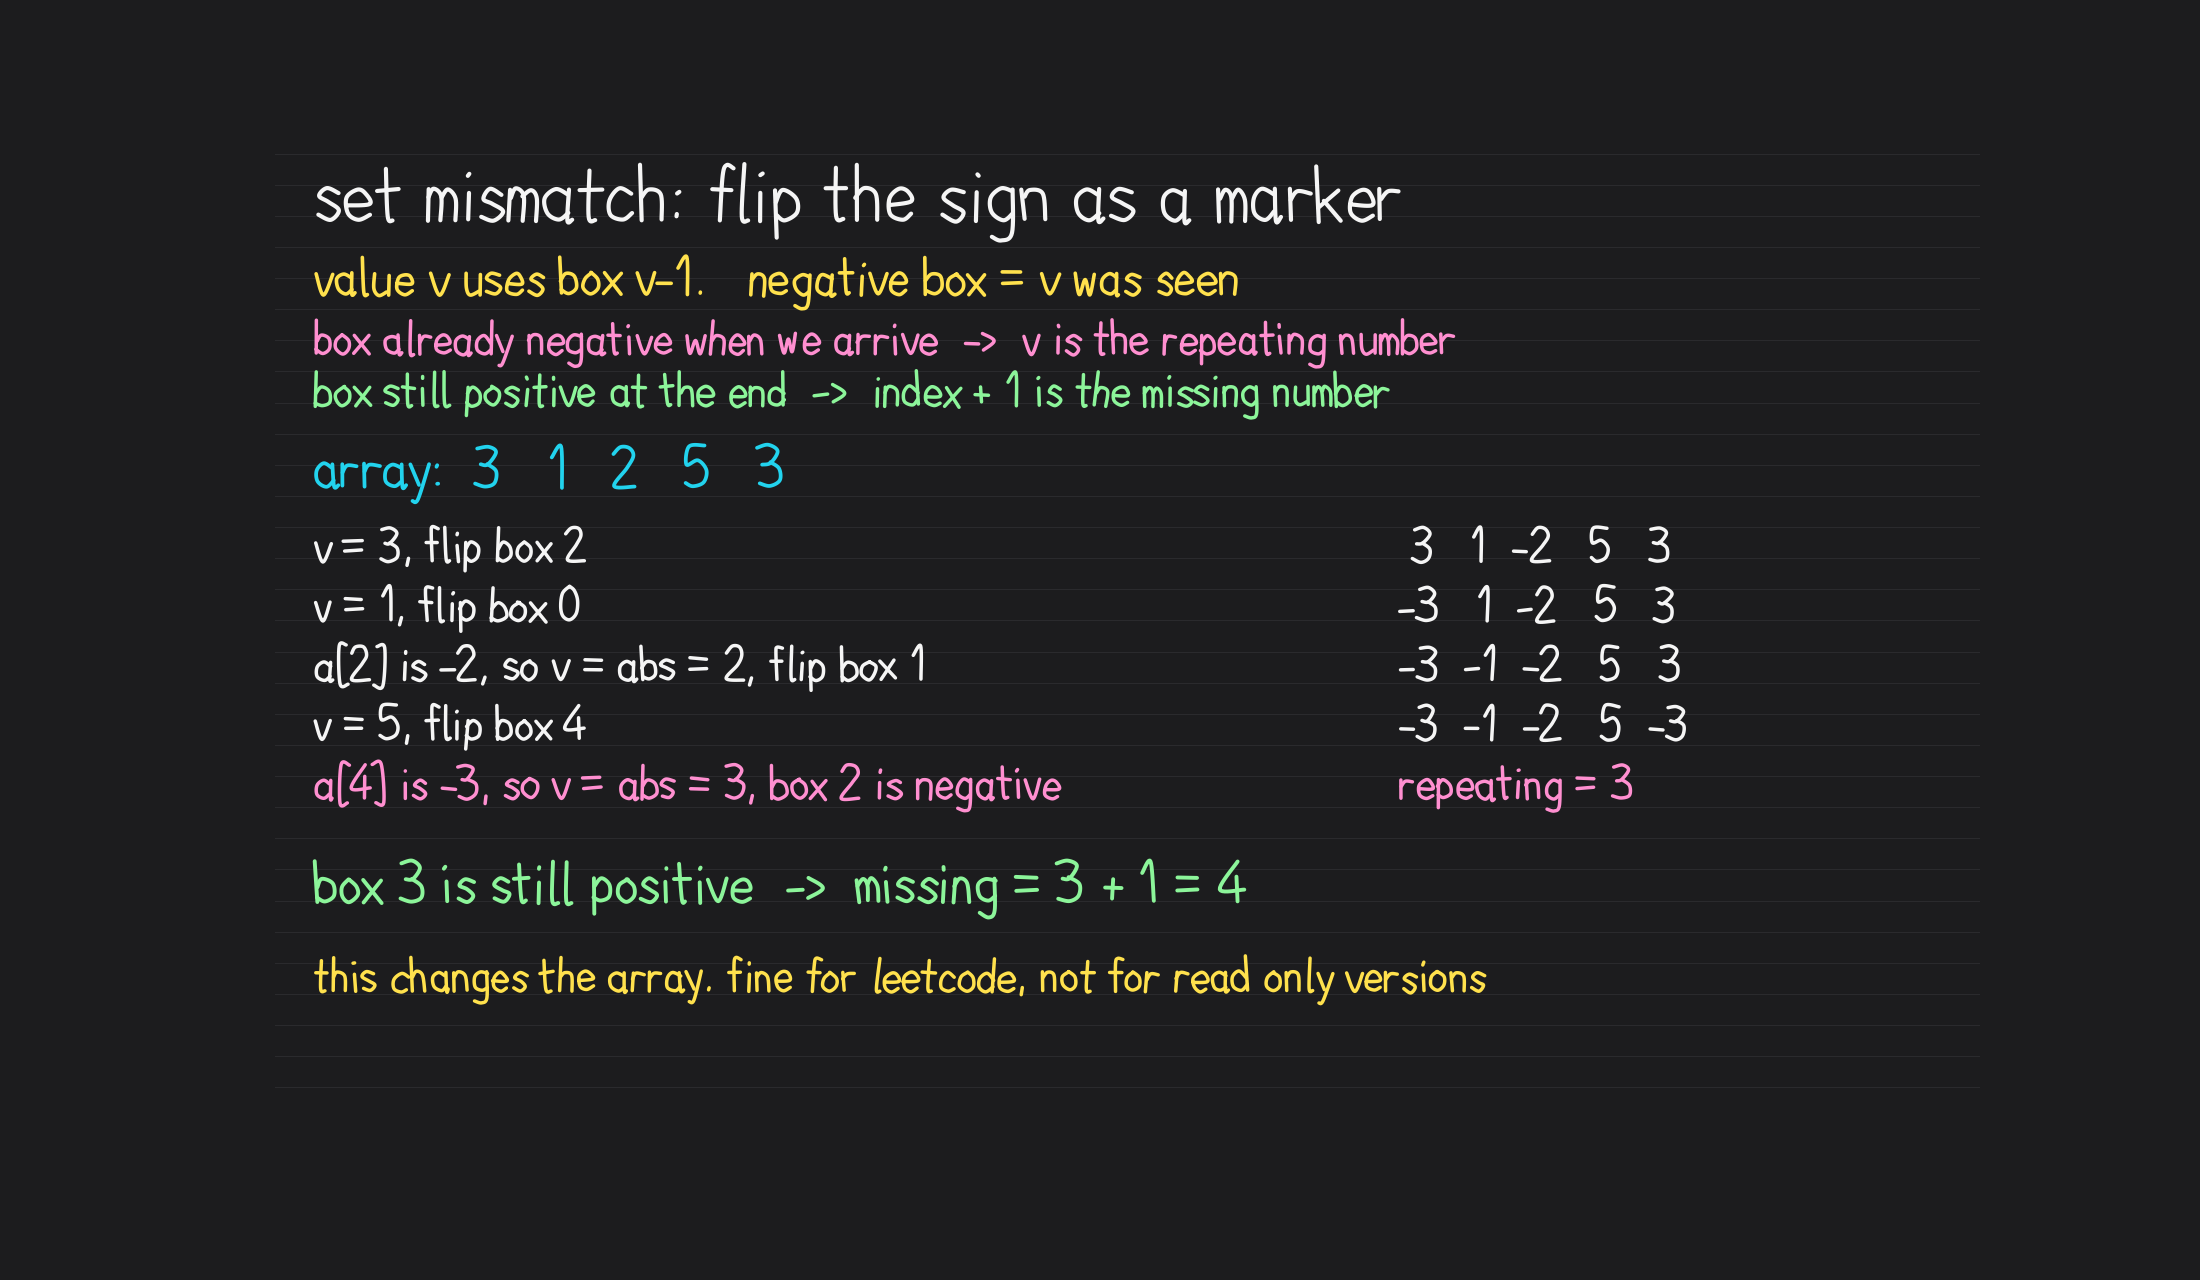 set mismatch: flip the sign as a marker
value v uses box v-1. negative box = v was seen
box already negative when we arrive -> v is the repeating number
box still positive at the end -> index + 1 is the missing number
array: 3 1 2 5 3
v = 3, flip box 2 3 1 -2 5 3
v = 1, flip box 0 -3 1 -2 5 3
a[2] is -2, so v = abs = 2, flip box 1 -3 -1 -2 5 3
v = 5, flip box 4 -3 -1 -2 5 -3
a[4] is -3, so v = abs = 3, box 2 is negative repeating = 3
box 3 is still positive -> missing = 3 + 1 = 4
this changes the array. fine for leetcode, not for read only versions